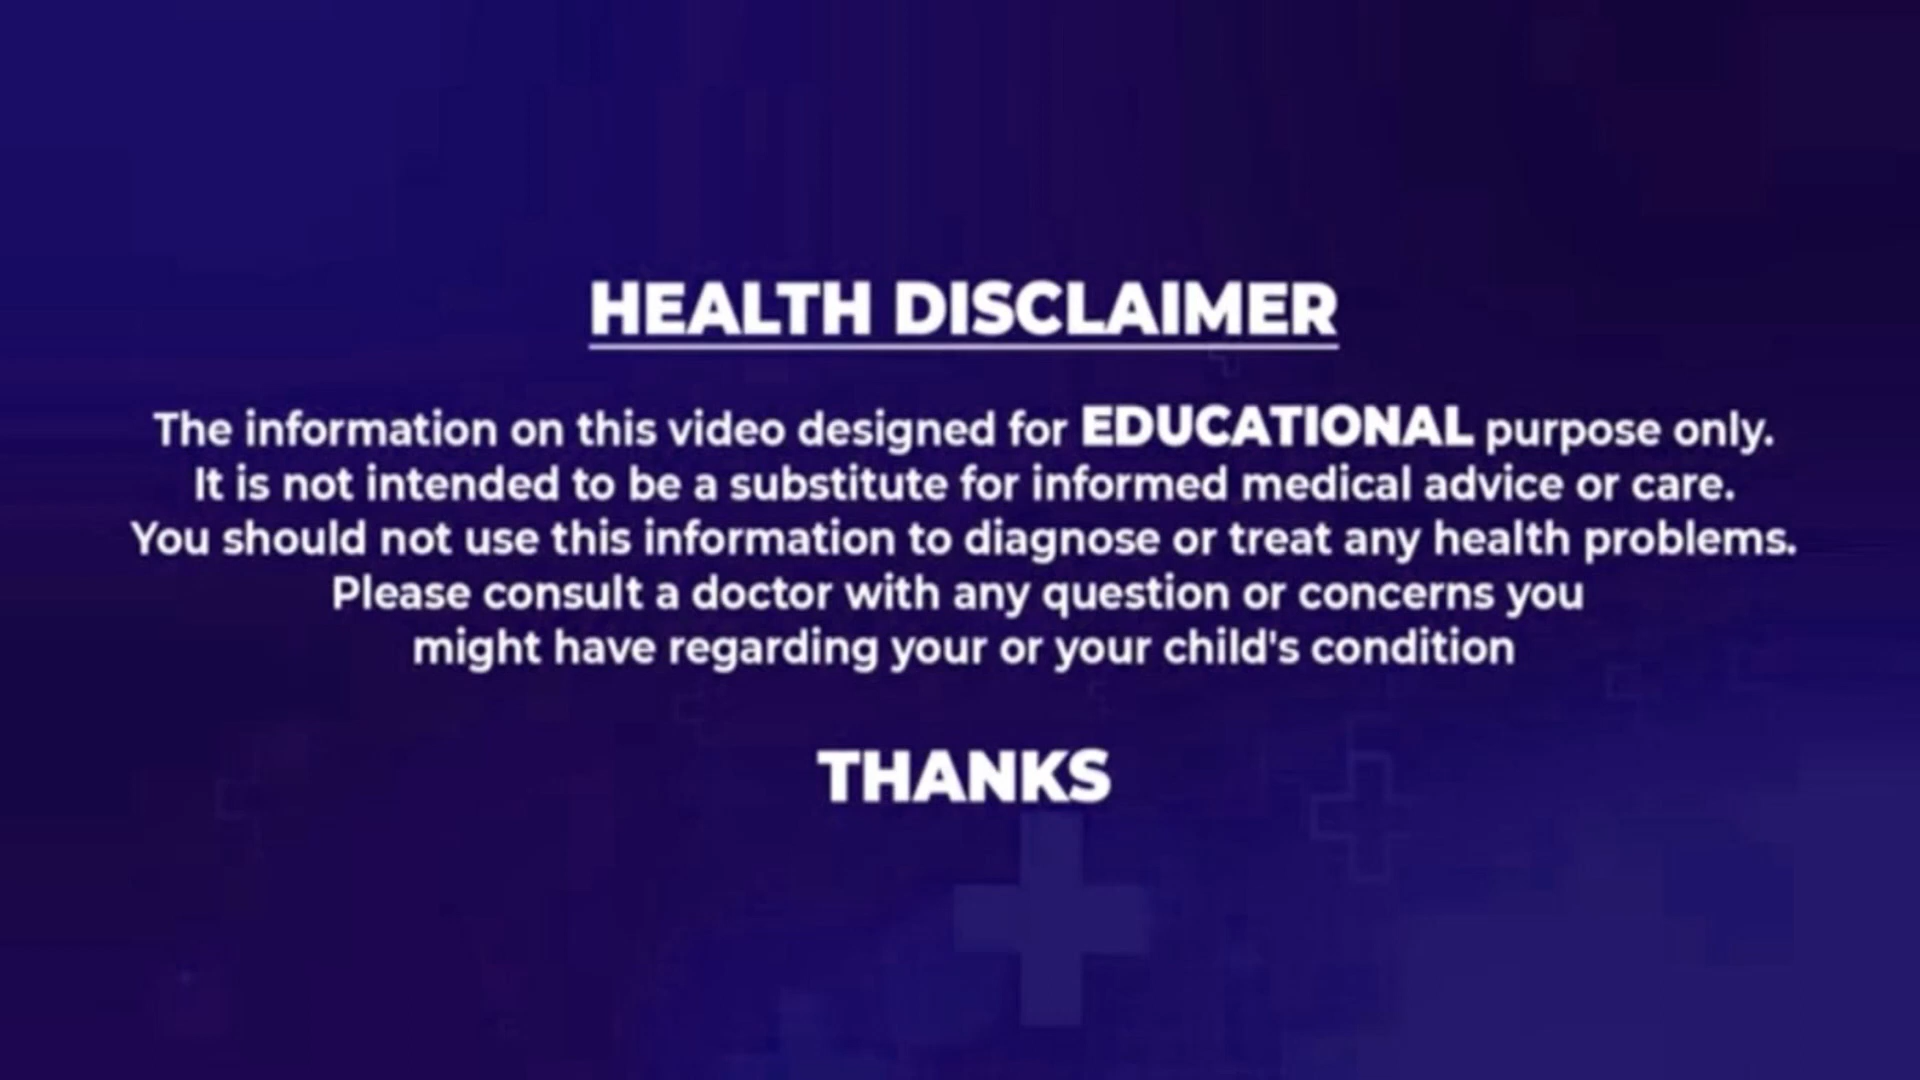 HEALTH DISCLAIMER
The information on this video designed for EDUCATIONAL purpose only.
It is not intended to be a substitute for informed medical advice or care.
You should not use this information to diagnose or treat any health problems.
Please consult a doctor with any question or concerns you
might have regarding your or your child's condition
THANKS